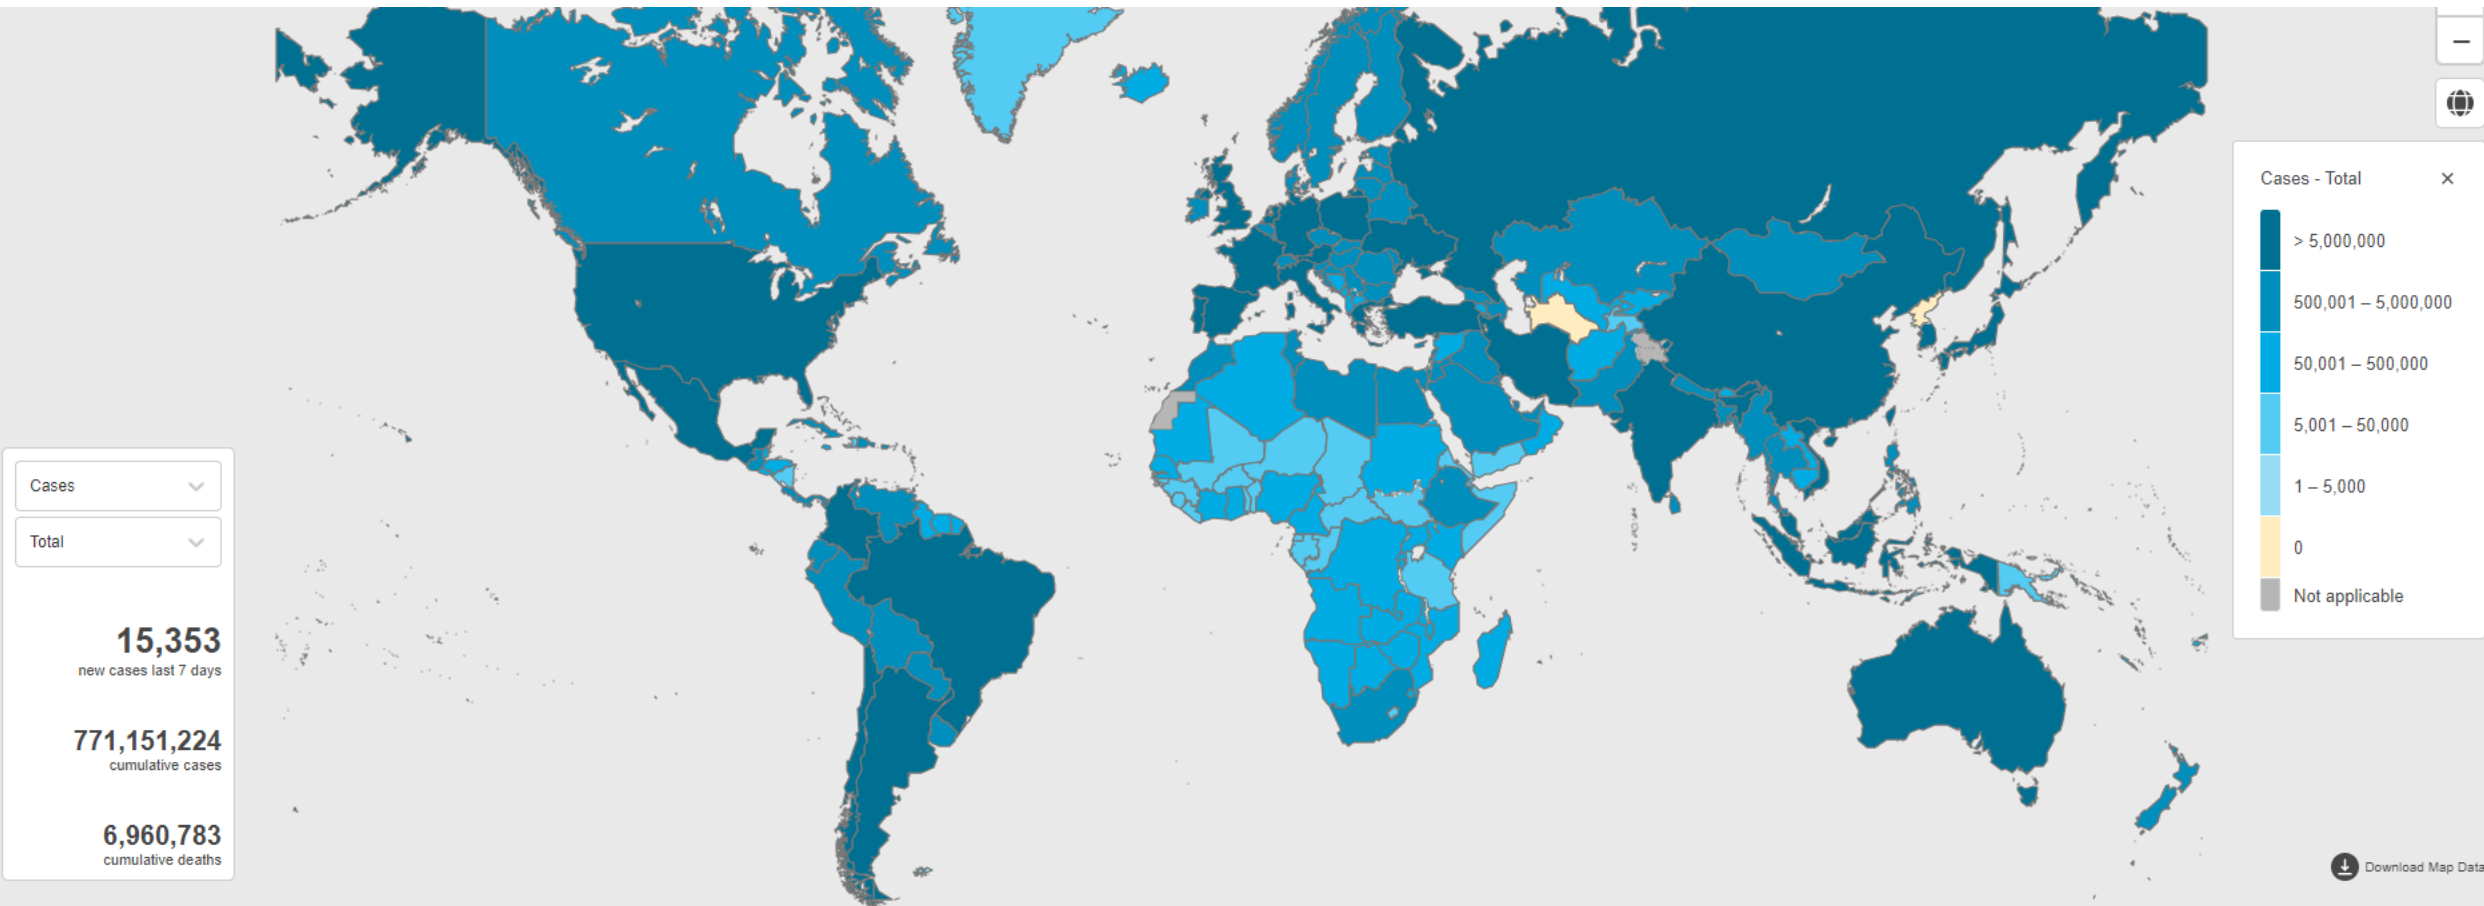 Cases
Total
15,353
new cases last 7 days
771,151,224
cumulative cases
6,960,783
cumulative deaths
Cases - Total
> 5,000,000
500,001 – 5,000,000
50,001 – 500,000
5,001 – 50,000
1 – 5,000
0
Not applicable
Download Map Data